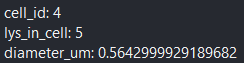 cell_id: 4
lys_in_cell: 5
diameter_um: 0.5642999929189682